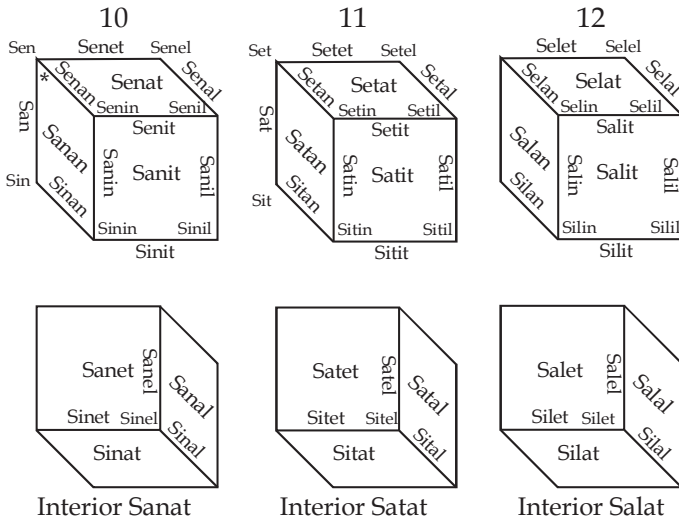 10 11 12
Sen Senet Senel Set Setet Setel Selet Selel
* Senan Senat Senal Setan Setat Setal Selan Selat Selal
San Senin Senil Sat Setin Setil Selin Selil
Senit Setit Salit
Sanan Sanin Sanit Sanil Satan Satin Satit Satil Salan Salin Salit Salil
Sin Sinan Sit Sitan Silan
Sinin Sinil Sitin Sitil Silin Silil
Sinit Sitit Silit
Sanet Sanel Sanal Satet Satel Satal Salet Salel Salal
Sinet Sinel Sinal Sitet Sitel Sital Silet Silet Silal
Sinat Sitat Silat
Interior Sanat Interior Satat Interior Salat